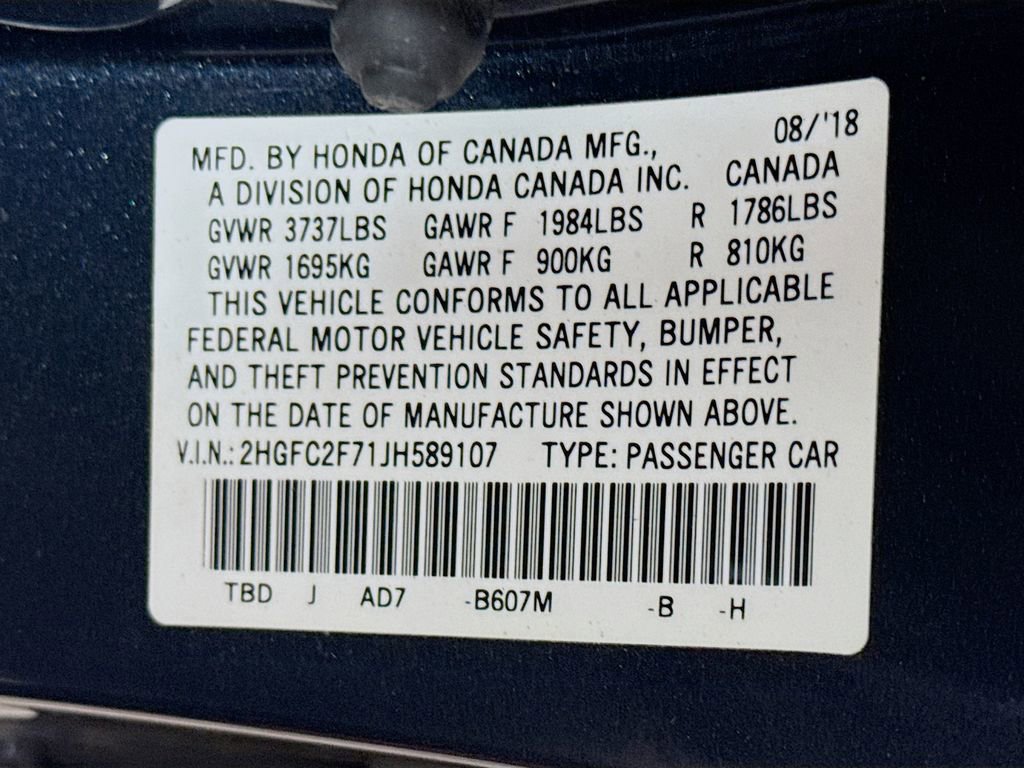 08/'18
MFD. BY HONDA OF CANADA MFG.,
A DIVISION OF HONDA CANADA INC. CANADA
GVWR 3737LBS GAWR F 1984LBS R 1786LBS
GVWR 1695KG GAWR F 900KG R 810KG
THIS VEHICLE CONFORMS TO ALL APPLICABLE
FEDERAL MOTOR VEHICLE SAFETY, BUMPER,
AND THEFT PREVENTION STANDARDS IN EFFECT
ON THE DATE OF MANUFACTURE SHOWN ABOVE.
V.I.N.: 2HGFC2F71JH589107 TYPE: PASSENGER CAR
TBD J AD7 -B607M -B -H